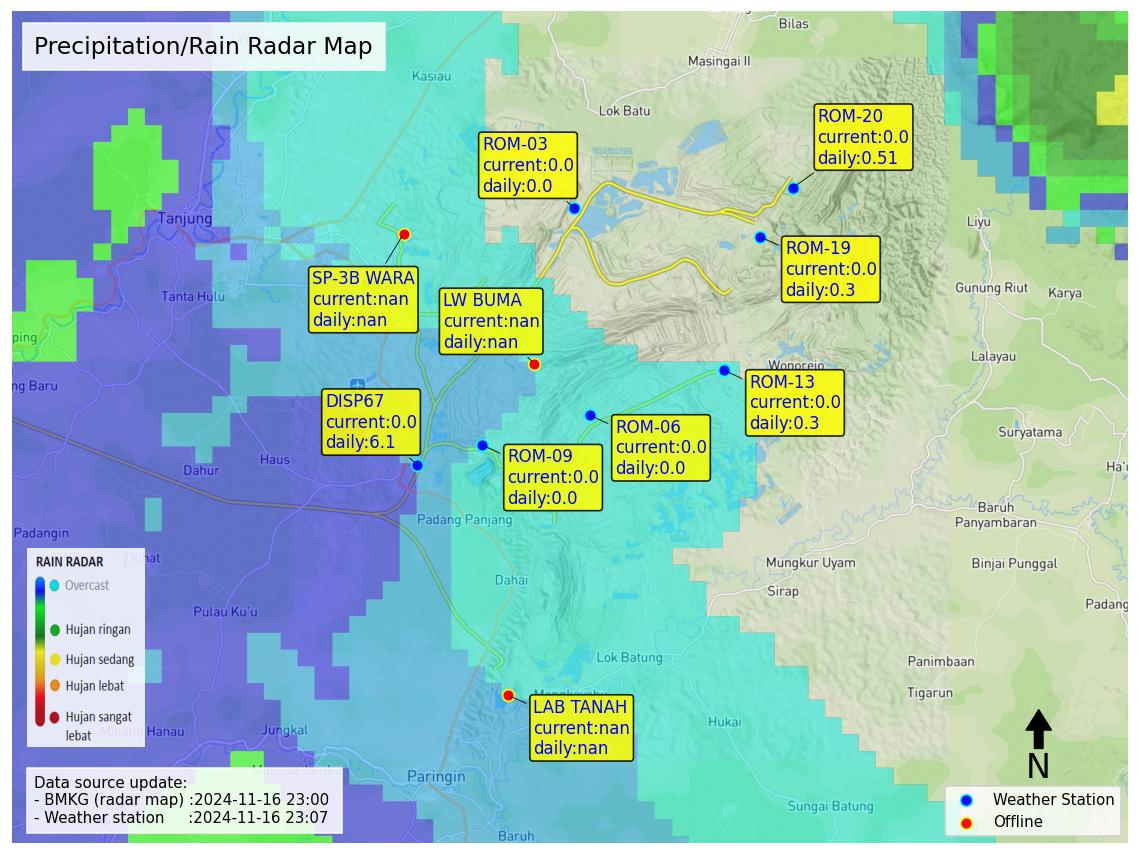 Precipitation/Rain Radar Map
Bilas
Masingai II
Kasiau
Lok Batu
ROM-20
current:0.0
daily:0.51
ROM-03
current:0.0
daily:0.0
Tanjung
Liyu
ROM-19
current:0.0
daily:0.3
SP-3B WARA
current:nan
daily:nan
Tanta Hulu
LW BUMA
current:nan
daily:nan
Gunung Riut
Karya
ping
Lalayau
Wonorejo
ng Baru
ROM-13
current:0.0
daily:0.3
DISP67
current:0.0
daily:6.1
ROM-06
current:0.0
daily:0.0
Suryatama
ROM-09
current:0.0
daily:0.0
Haus
Dahur
Ha'u
Baruh
Panyambaran
Padang Panjang
Padangin
Mungkur Uyam
Binjai Punggal
Dahai
Sirap
Padang
Pulau Ku'u
RAIN RADAR
Overcast
Hujan ringan
Hujan sedang
Hujan lebat
Hujan sangat
lebat
Lok Batung
Panimbaan
Tigarun
LAB TANAH
current:nan
daily:nan
Hukai
Jungkal
Manau
Paringin
Sungai Batung
Baruh
N
Data source update:
- BMKG (radar map) :2024-11-16 23:00
- Weather station :2024-11-16 23:07
Weather Station
Offline